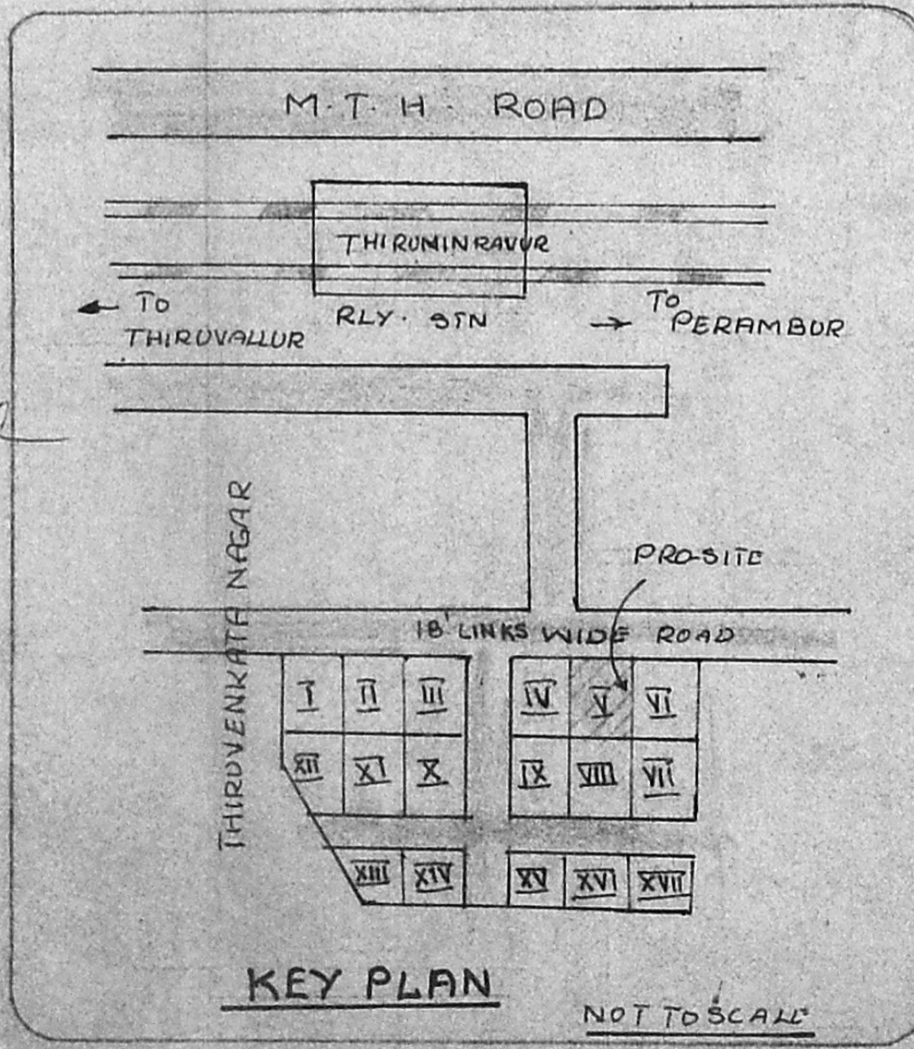 M.T.H. ROAD
THIRUNINRAVUR
RLY. STN
← TO
THIRUVALLUR
→ TO
PERAMBUR
THIRUVENKATA NAGAR
PRO-SITE
18' LINKS WIDE ROAD
I II III IV V VI
XII XI X IX VIII VII
XIII XIV XV XVI XVII
KEY PLAN
NOT TO SCALE